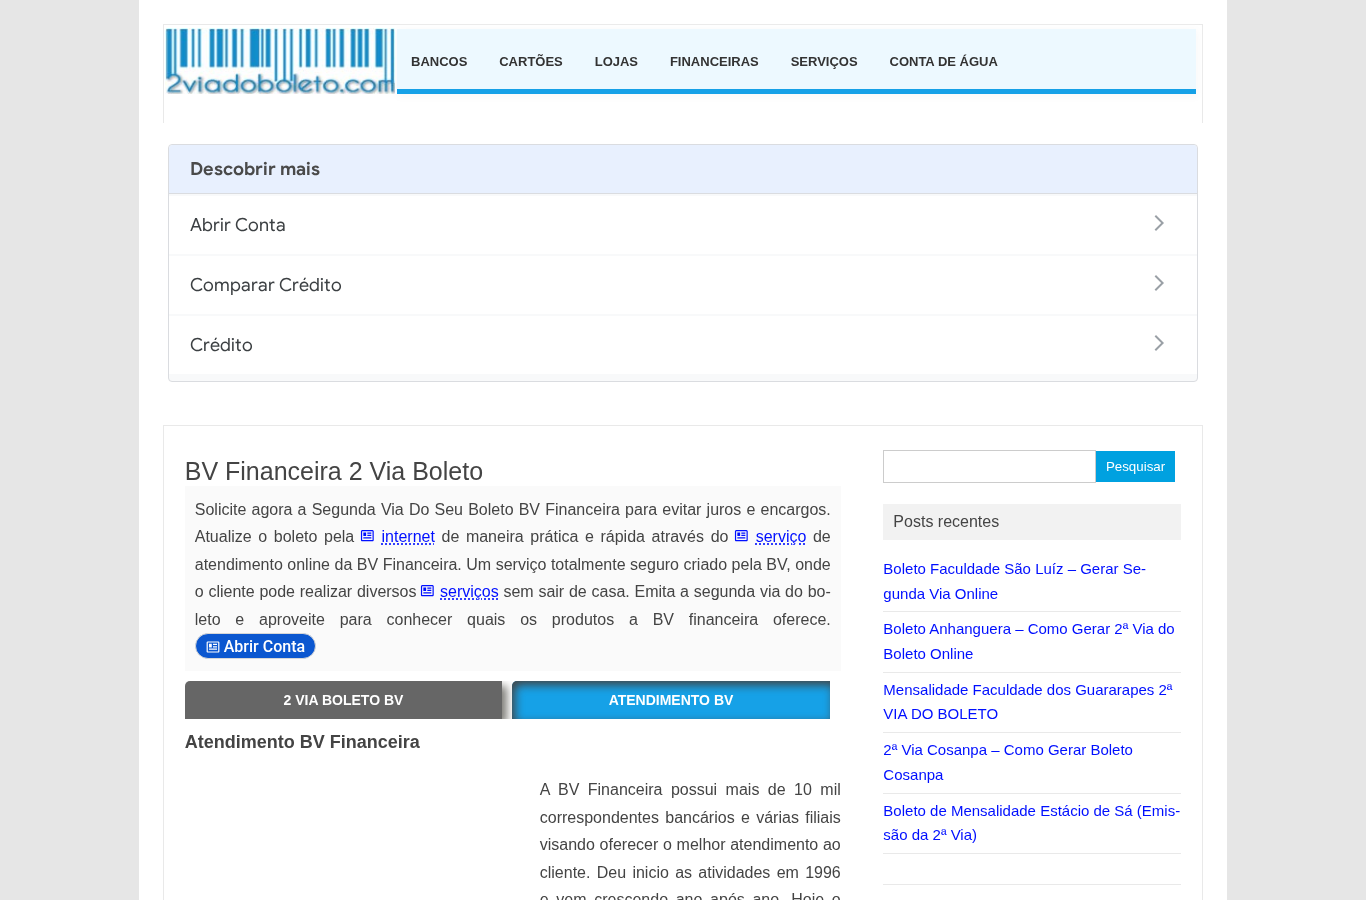 2viadoboleto.com
BANCOS CARTÕES LOJAS FINANCEIRAS SERVIÇOS CONTA DE ÁGUA
Descobrir mais
Abrir Conta
Comparar Crédito
Crédito
BV Financeira 2 Via Boleto
Solicite agora a Segunda Via Do Seu Boleto BV Financeira para evitar juros e encargos.
Atualize o boleto pela internet de maneira prática e rápida através do serviço de
atendimento online da BV Financeira. Um serviço totalmente seguro criado pela BV, onde
o cliente pode realizar diversos serviços sem sair de casa. Emita a segunda via do bo-
leto e aproveite para conhecer quais os produtos a BV financeira oferece.
Abrir Conta
2 VIA BOLETO BV ATENDIMENTO BV
Atendimento BV Financeira
A BV Financeira possui mais de 10 mil
correspondentes bancários e várias filiais
visando oferecer o melhor atendimento ao
cliente. Deu inicio as atividades em 1996
e vem crescendo ano após ano. Hoje o
Pesquisar
Posts recentes
Boleto Faculdade São Luíz – Gerar Se-
gunda Via Online
Boleto Anhanguera – Como Gerar 2ª Via do
Boleto Online
Mensalidade Faculdade dos Guararapes 2ª
VIA DO BOLETO
2ª Via Cosanpa – Como Gerar Boleto
Cosanpa
Boleto de Mensalidade Estácio de Sá (Emis-
são da 2ª Via)